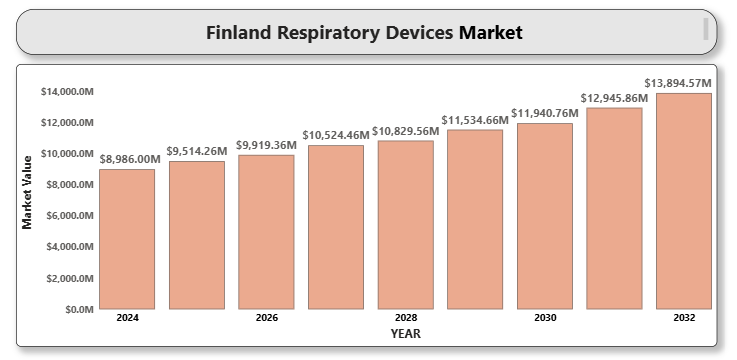 Finland Respiratory Devices Market
$14,000.0M
$12,000.0M
$10,000.0M
$8,000.0M
$6,000.0M
$4,000.0M
$2,000.0M
$0.0M
Market Value
$8,986.00M
$9,514.26M
$9,919.36M
$10,524.46M
$10,829.56M
$11,534.66M
$11,940.76M
$12,945.86M
$13,894.57M
2024 2026 2028 2030 2032
YEAR